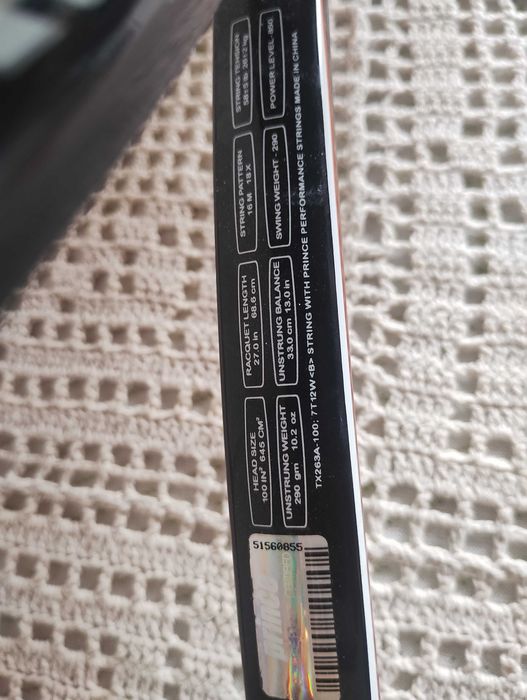 HEAD SIZE
100 IN² 645 CM²
RACQUET LENGTH
27.0 in 68.6 cm
STRING PATTERN
16 M 18 X
STRING TENSION
58±5 lb 26±2 kg
UNSTRUNG WEIGHT
290 gm 10.2 oz
UNSTRUNG BALANCE
33.0 cm 13.0 in
SWING WEIGHT - 290
POWER LEVEL -850
TX263A-100: 7T12W<B> STRING WITH PRINCE PERFORMANCE STRINGS MADE IN CHINA
51560855